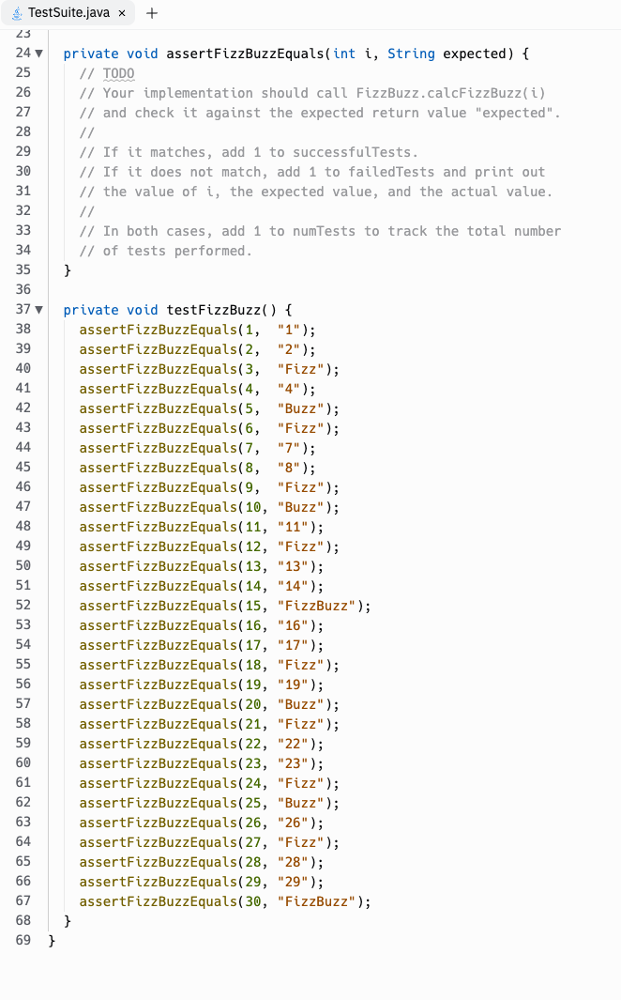 TestSuite.java × +
23
24 ▼ private void assertFizzBuzzEquals(int i, String expected) {
25 // TODO
26 // Your implementation should call FizzBuzz.calcFizzBuzz(i)
27 // and check it against the expected return value "expected".
28 //
29 // If it matches, add 1 to successfulTests.
30 // If it does not match, add 1 to failedTests and print out
31 // the value of i, the expected value, and the actual value.
32 //
33 // In both cases, add 1 to numTests to track the total number
34 // of tests performed.
35 }
36
37 ▼ private void testFizzBuzz() {
38 assertFizzBuzzEquals(1,  "1");
39 assertFizzBuzzEquals(2,  "2");
40 assertFizzBuzzEquals(3,  "Fizz");
41 assertFizzBuzzEquals(4,  "4");
42 assertFizzBuzzEquals(5,  "Buzz");
43 assertFizzBuzzEquals(6,  "Fizz");
44 assertFizzBuzzEquals(7,  "7");
45 assertFizzBuzzEquals(8,  "8");
46 assertFizzBuzzEquals(9,  "Fizz");
47 assertFizzBuzzEquals(10, "Buzz");
48 assertFizzBuzzEquals(11, "11");
49 assertFizzBuzzEquals(12, "Fizz");
50 assertFizzBuzzEquals(13, "13");
51 assertFizzBuzzEquals(14, "14");
52 assertFizzBuzzEquals(15, "FizzBuzz");
53 assertFizzBuzzEquals(16, "16");
54 assertFizzBuzzEquals(17, "17");
55 assertFizzBuzzEquals(18, "Fizz");
56 assertFizzBuzzEquals(19, "19");
57 assertFizzBuzzEquals(20, "Buzz");
58 assertFizzBuzzEquals(21, "Fizz");
59 assertFizzBuzzEquals(22, "22");
60 assertFizzBuzzEquals(23, "23");
61 assertFizzBuzzEquals(24, "Fizz");
62 assertFizzBuzzEquals(25, "Buzz");
63 assertFizzBuzzEquals(26, "26");
64 assertFizzBuzzEquals(27, "Fizz");
65 assertFizzBuzzEquals(28, "28");
66 assertFizzBuzzEquals(29, "29");
67 assertFizzBuzzEquals(30, "FizzBuzz");
68 }
69 }